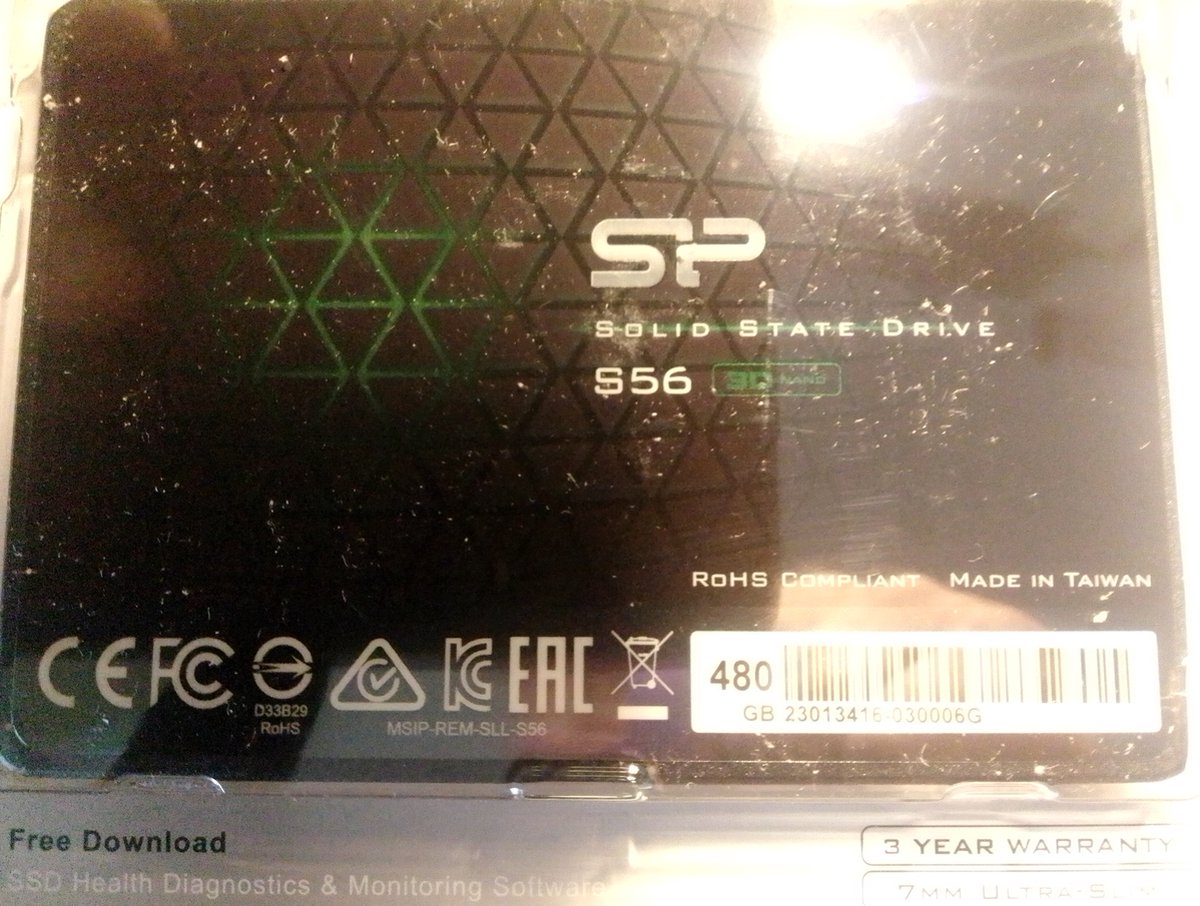 SP
SOLID STATE DRIVE
S56 3D NAND
RoHS COMPLIANT MADE IN TAIWAN
CE FC KC EAC
D33B29
RoHS
MSIP-REM-SLL-S56
480
GB 23013416-030006G
Free Download
SSD Health Diagnostics & Monitoring Software
3 YEAR WARRANTY
7MM ULTRA-SLIM